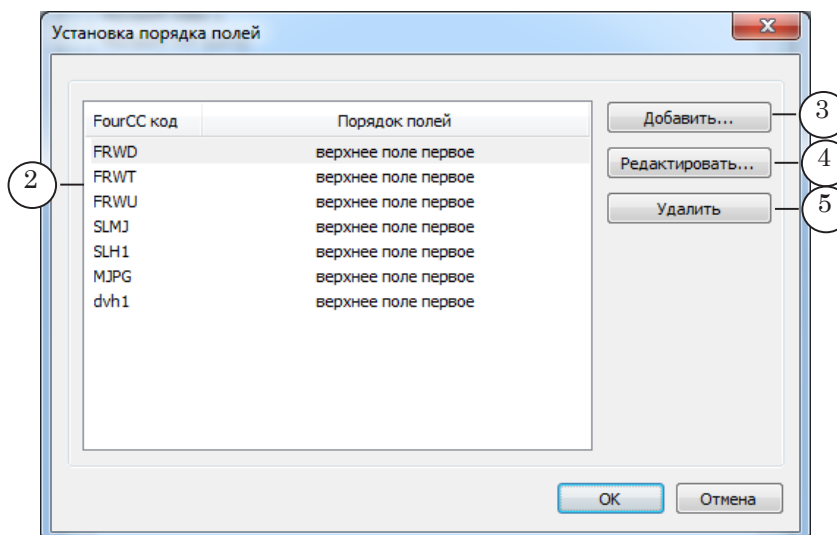 Установка порядка полей
FourCC код Порядок полей
Добавить... 3
FRWD верхнее поле первое
Редактировать... 4
2 FRWT верхнее поле первое
FRWU верхнее поле первое
Удалить 5
SLMJ верхнее поле первое
SLH1 верхнее поле первое
MJPG верхнее поле первое
dvh1 верхнее поле первое
OK Отмена